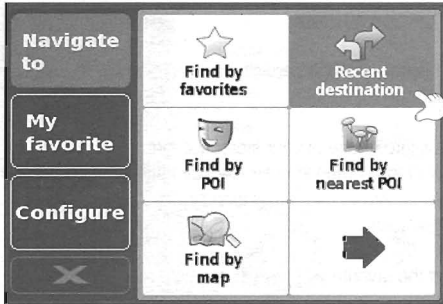 Navigate
to
My
favorite
Configure
Find by
favorites
Recent
destination
Find by
POI
Find by
nearest POI
Find by
map